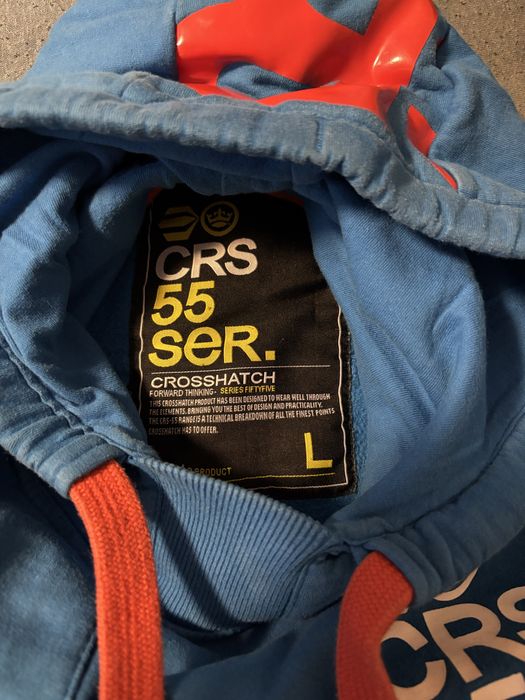 CRS
55
SER.
CROSSHATCH
FORWARD THINKING- SERIES FIFTYFIVE
THIS CROSSHATCH PRODUCT HAS BEEN DESIGNED TO WEAR WELL THROUGH
THE ELEMENTS. BRINGING YOU THE BEST OF DESIGN AND PRACTICALITY.
THE CRS-55 RANGE IS A TECHNICAL BREAKDOWN OF ALL THE FINEST POINTS
CROSSHATCH HAS TO OFFER.
L
PRODUCT
CRS